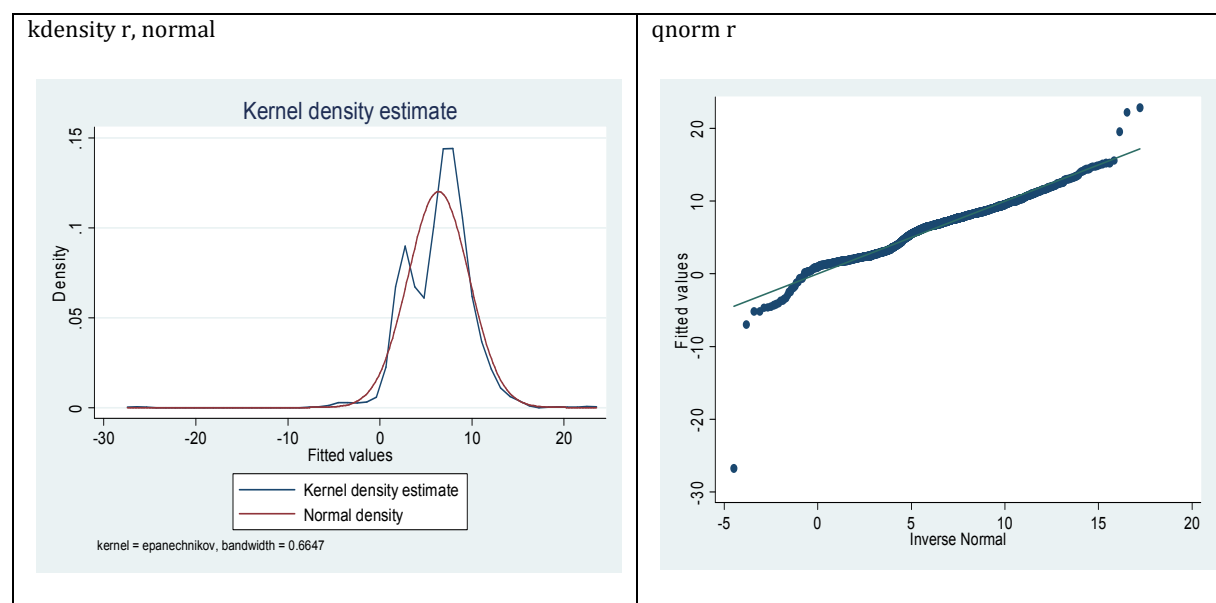 kdensity r, normal
Kernel density estimate
.15
.1
.05
0
Density
-30 -20 -10 0 10 20
Fitted values
Kernel density estimate
Normal density
kernel = epanechnikov, bandwidth = 0.6647
qnorm r
20
10
0
-10
-20
-30
Fitted values
-5 0 5 10 15 20
Inverse Normal